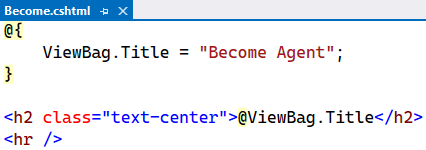 Become.cshtml
@{
    ViewBag.Title = "Become Agent";
}
<h2 class="text-center">@ViewBag.Title</h2>
<hr />